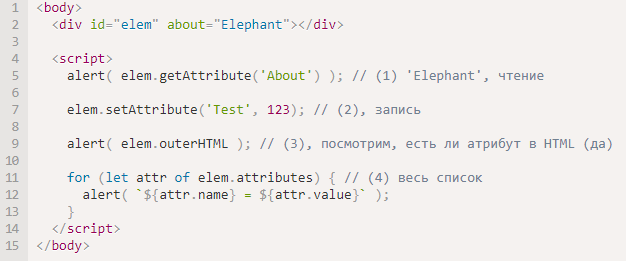 1 <body>
2   <div id="elem" about="Elephant"></div>
3
4   <script>
5     alert( elem.getAttribute('About') ); // (1) 'Elephant', чтение
6
7     elem.setAttribute('Test', 123); // (2), запись
8
9     alert( elem.outerHTML ); // (3), посмотрим, есть ли атрибут в HTML (да)
10
11     for (let attr of elem.attributes) { // (4) весь список
12       alert( `${attr.name} = ${attr.value}` );
13     }
14   </script>
15 </body>